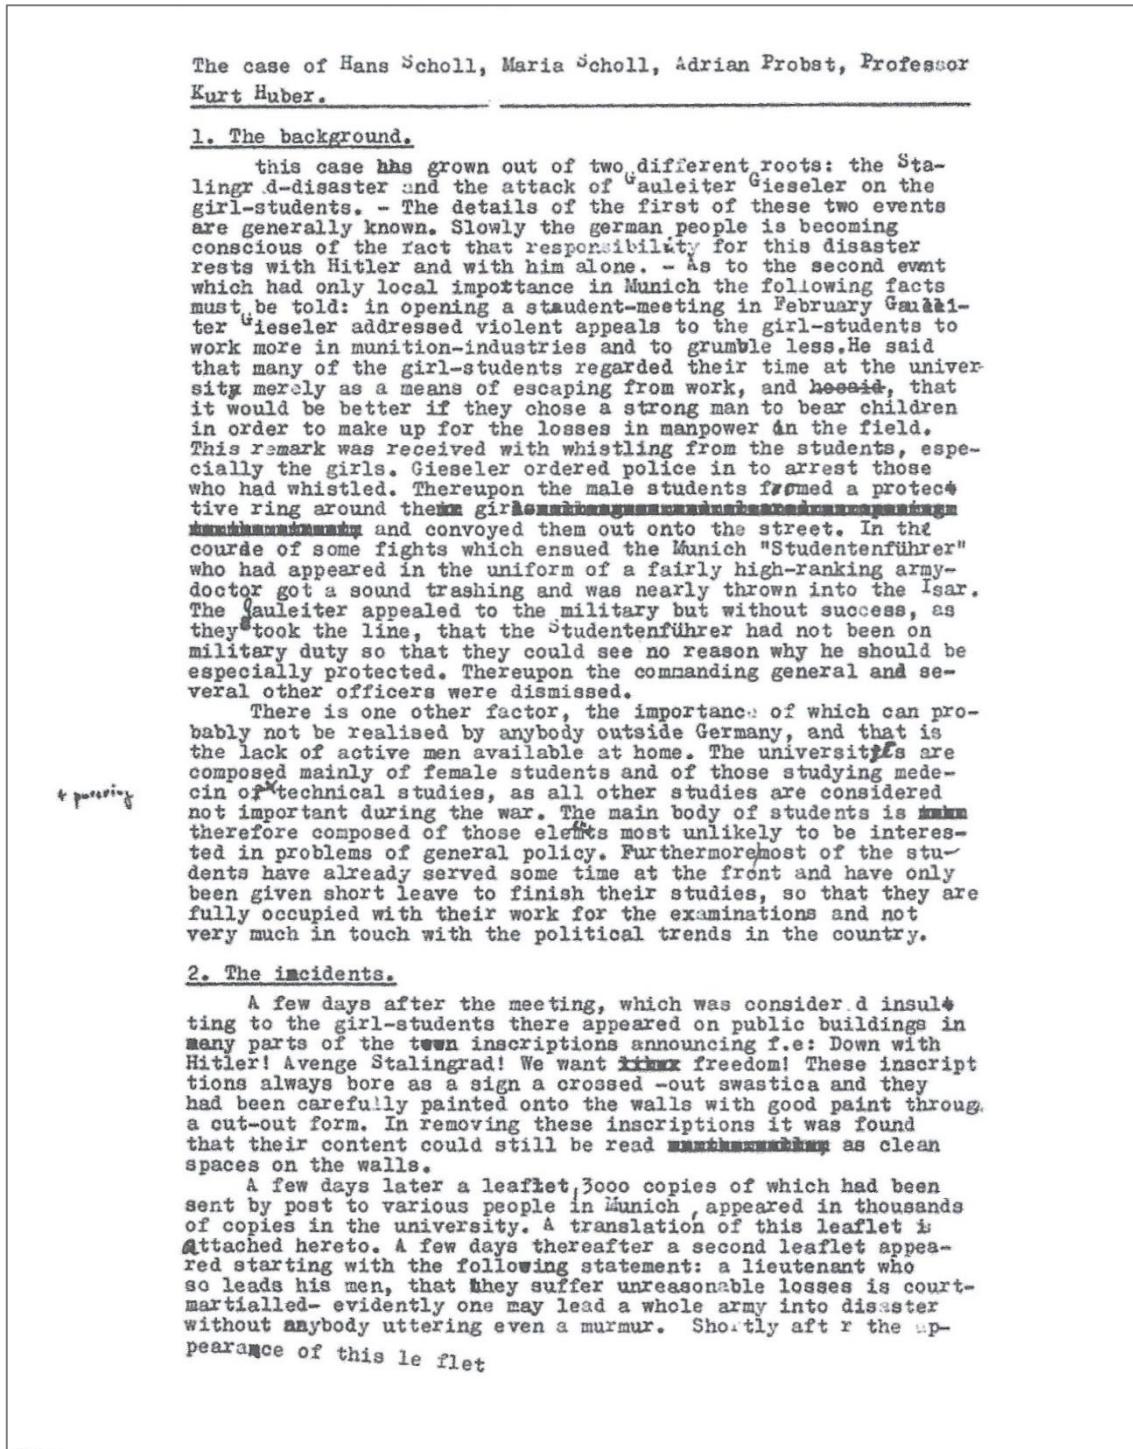 The case of Hans Scholl, Maria Scholl, Adrian Probst, Professor
Kurt Huber.
1. The background.
this case has grown out of two different roots: the Sta-
lingr d-disaster and the attack of Gauleiter Gieseler on the
girl-students. - The details of the first of these two events
are generally known. Slowly the german people is becoming
conscious of the fact that responsibility for this disaster
rests with Hitler and with him alone. - As to the second evnt
which had only local impottance in Munich the following facts
must be told: in opening a staudent-meeting in February Gaulei-
ter Gieseler addressed violent appeals to the girl-students to
work more in munition-industries and to grumble less.He said
that many of the girl-students regarded their time at the univer-
sity merely as a means of escaping from work, and hesaid, that
it would be better if they chose a strong man to bear children
in order to make up for the losses in manpower in the field.
This remark was received with whistling from the students, espe-
cially the girls. Gieseler ordered police in to arrest those
who had whistled. Thereupon the male students fromed a protec-
tive ring around the girls
and convoyed them out onto the street. In the
courde of some fights which ensued the Munich "Studentenführer"
who had appeared in the uniform of a fairly high-ranking army-
doctor got a sound trashing and was nearly thrown into the Isar.
The Gauleiter appealed to the military but without success, as
they took the line, that the Studentenführer had not been on
military duty so that they could see no reason why he should be
especially protected. Thereupon the commanding general and se-
veral other officers were dismissed.
There is one other factor, the importance of which can pro-
bably not be realised by anybody outside Germany, and that is
the lack of active men available at home. The universities are
composed mainly of female students and of those studying mede-
cin or technical studies, as all other studies are considered
not important during the war. The main body of students is
therefore composed of those elemts most unlikely to be interes-
ted in problems of general policy. Furthermore most of the stu-
dents have already served some time at the front and have only
been given short leave to finish their studies, so that they are
fully occupied with their work for the examinations and not
very much in touch with the political trends in the country.
2. The incidents.
A few days after the meeting, which was consider d insul-
ting to the girl-students there appeared on public buildings in
many parts of the town inscriptions announcing f.e: Down with
Hitler! Avenge Stalingrad! We want freedom! These inscript
tions always bore as a sign a crossed -out swastica and they
had been carefully painted onto the walls with good paint throug
a cut-out form. In removing these inscriptions it was found
that their content could still be read as clean
spaces on the walls.
A few days later a leaflet,3ooo copies of which had been
sent by post to various people in Munich, appeared in thousands
of copies in the university. A translation of this leaflet is
attached hereto. A few days thereafter a second leaflet appea-
red starting with the following statement: a lieutenant who
so leads his men, that they suffer unreasonable losses is court-
martialled- evidently one may lead a whole army into disaster
without anybody uttering even a murmur. Shortly aft r the ap-
pearance of this le flet